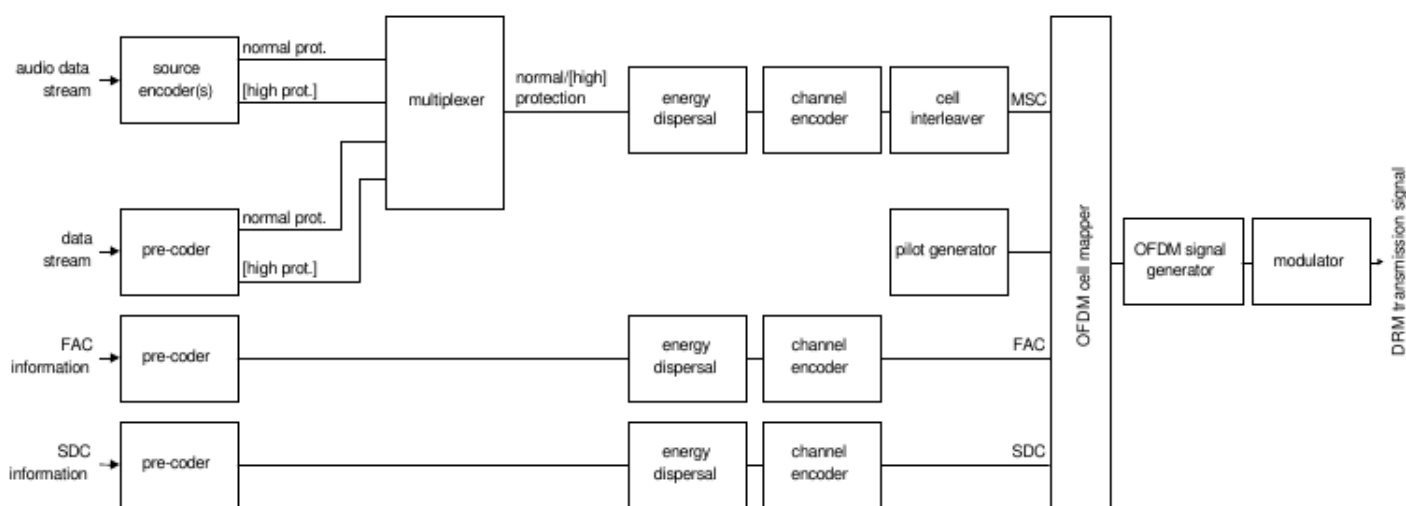 audio data
stream
source
encoder(s)
normal prot.
[high prot.]
multiplexer
normal/[high]
protection
energy
dispersal
channel
encoder
cell
interleaver
MSC
data
stream
pre-coder
normal prot.
[high prot.]
pilot generator
OFDM cell mapper
OFDM signal
generator
modulator
DRM transmission signal
FAC
information
pre-coder
energy
dispersal
channel
encoder
FAC
SDC
information
pre-coder
energy
dispersal
channel
encoder
SDC